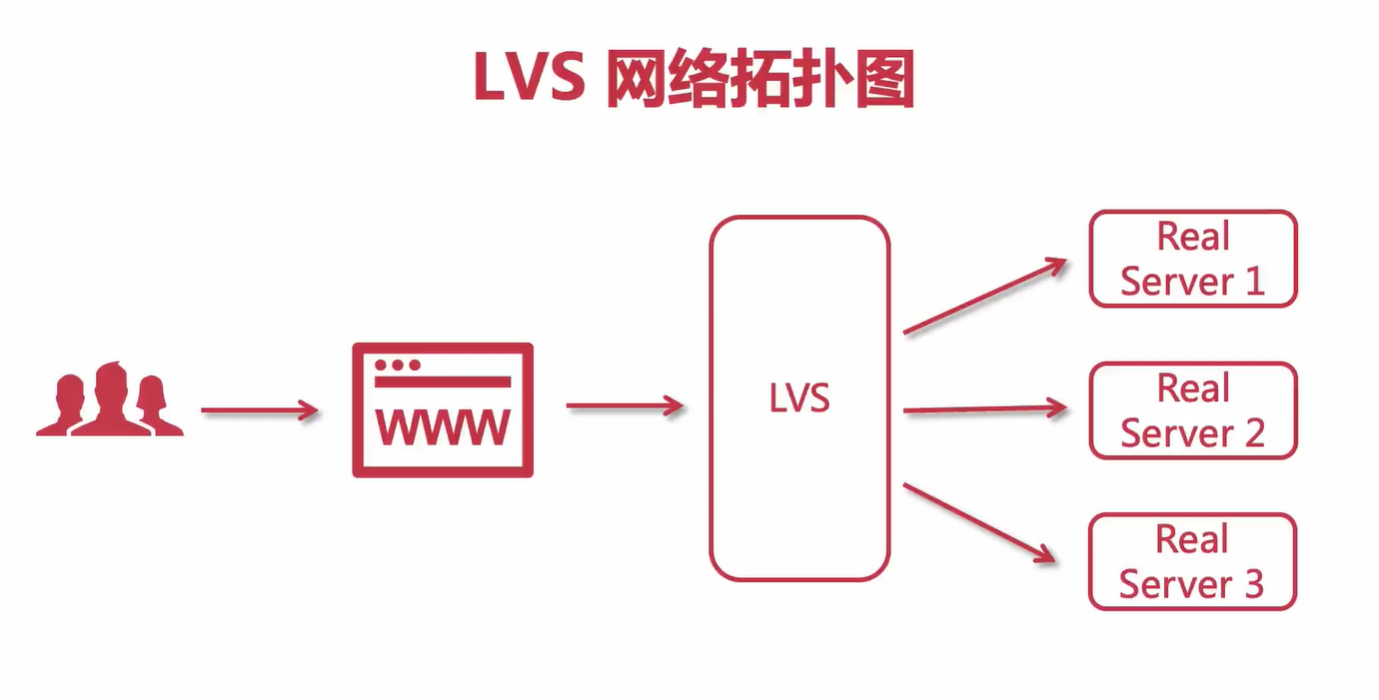 LVS 网络拓扑图
WWW
LVS
Real
Server 1
Real
Server 2
Real
Server 3